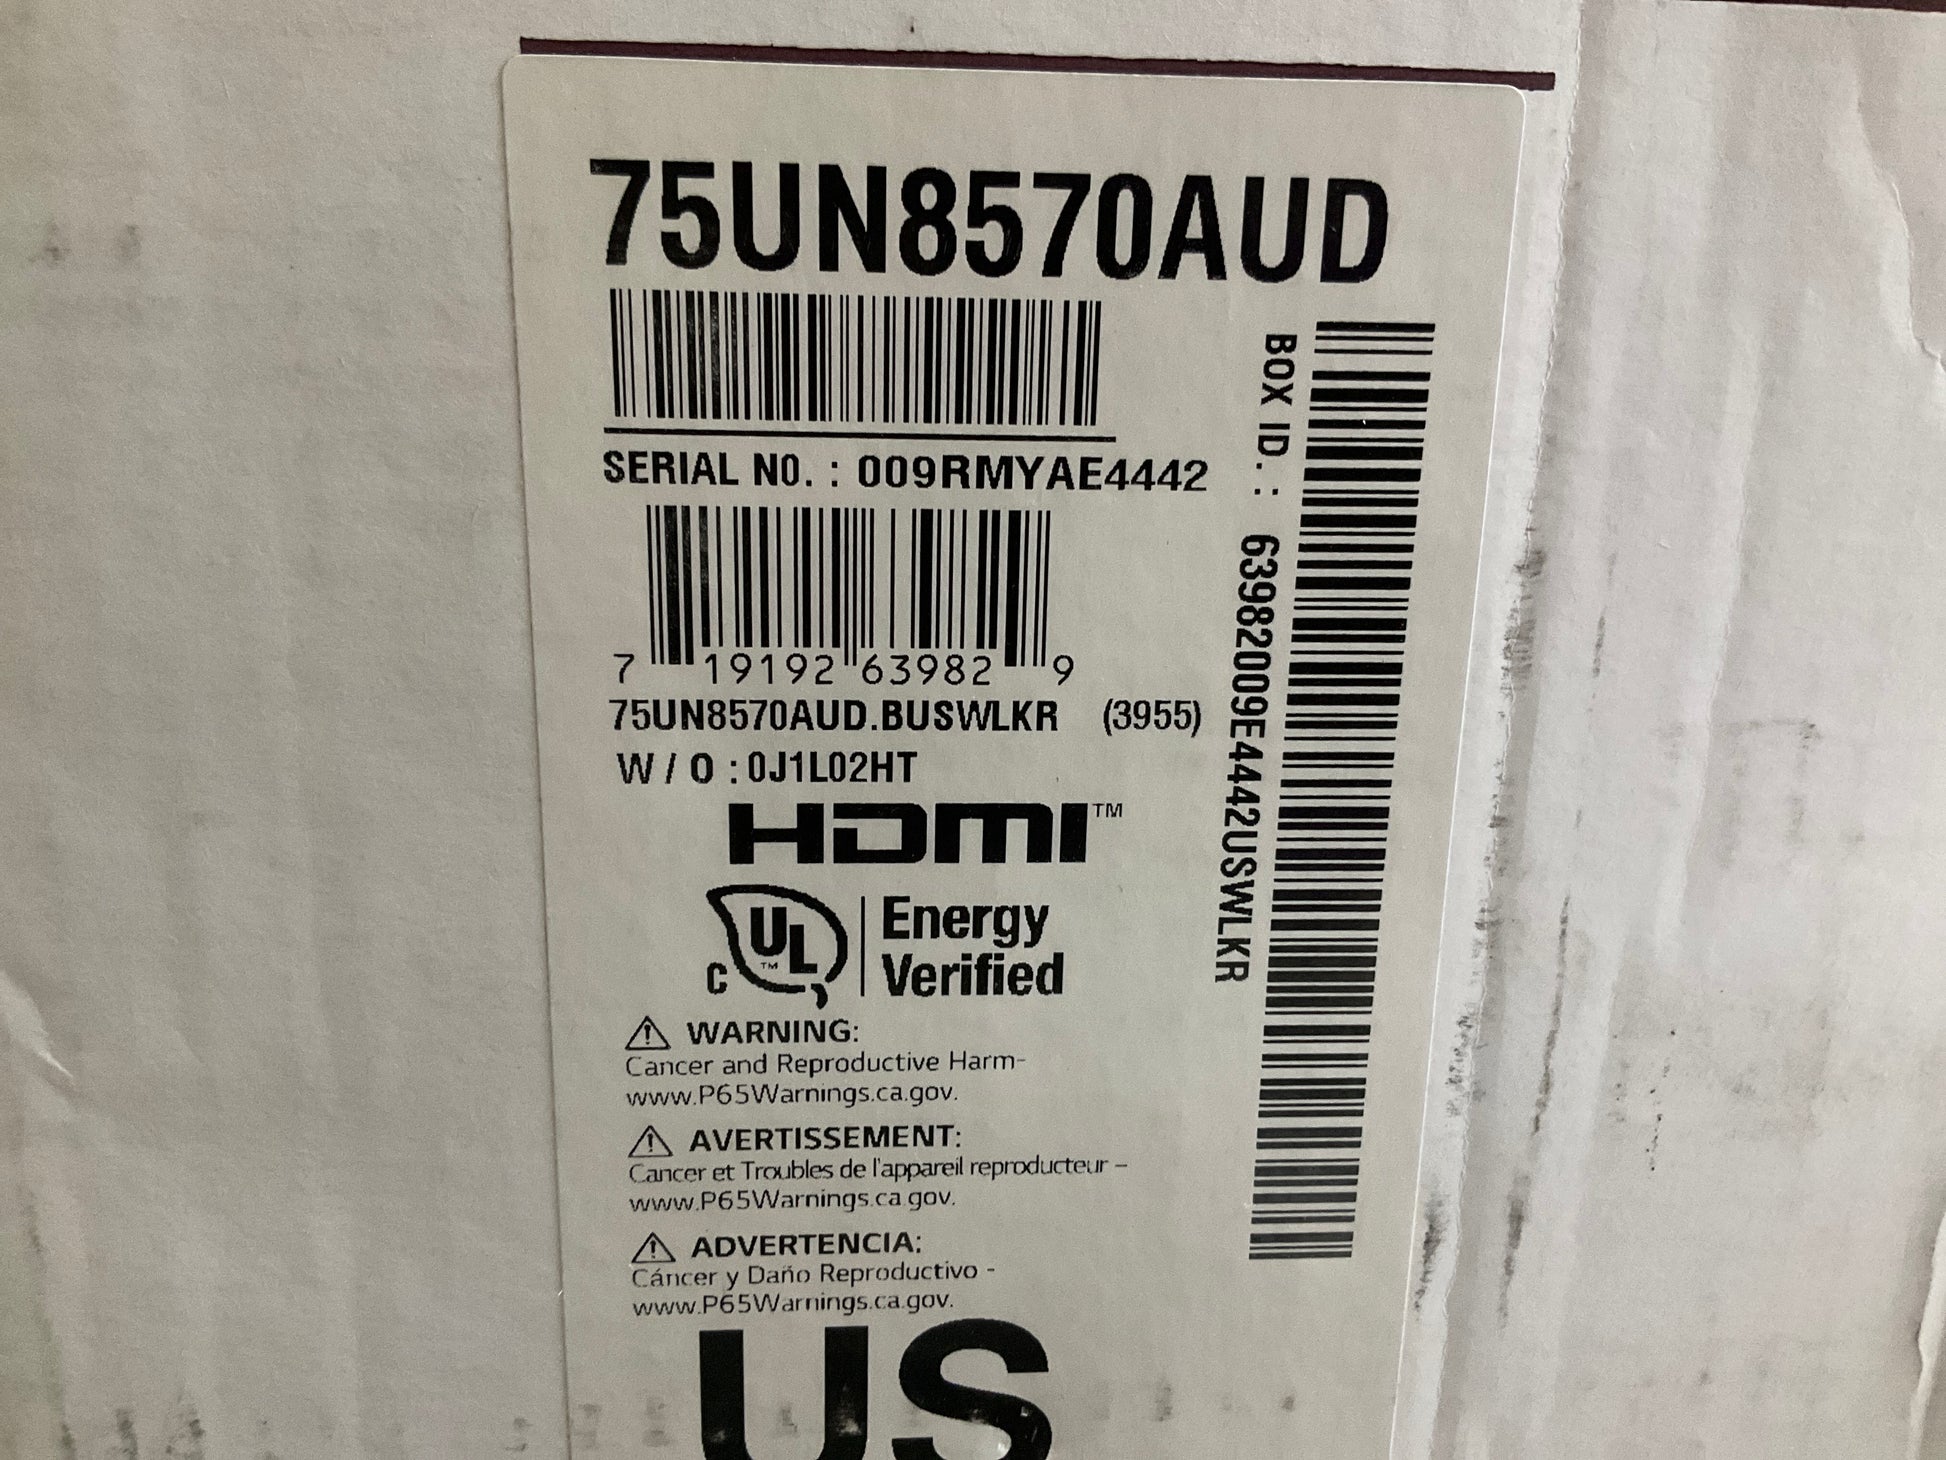 75UN8570AUD
SERIAL NO. : 009RMYAE4442
BOX ID. : 63982009E4442USWLKR
7 19192 63982 9
75UN8570AUD.BUSWLKR (3955)
W / O : 0J1L02HT
HDMI™
C UL™ Energy
Verified
⚠ WARNING:
Cancer and Reproductive Harm-
www.P65Warnings.ca.gov.
⚠ AVERTISSEMENT:
Cancer et Troubles de l'appareil reproducteur –
www.P65Warnings.ca.gov.
⚠ ADVERTENCIA:
Cáncer y Daño Reproductivo -
www.P65Warnings.ca.gov.
US